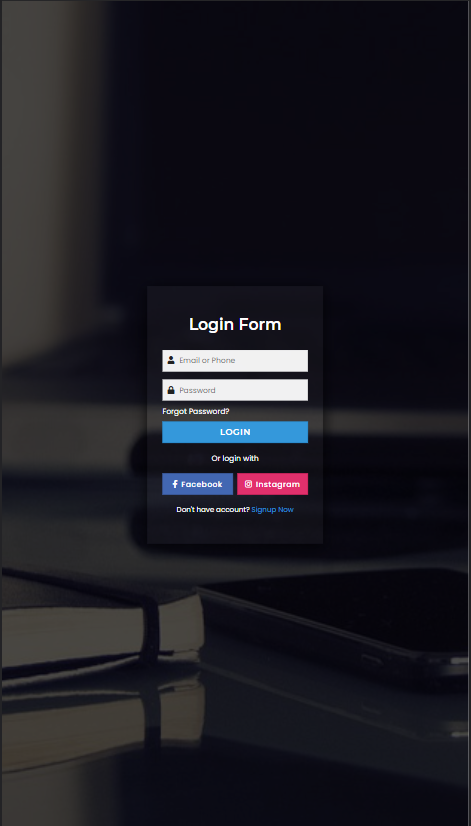 Login Form
Email or Phone
Password
Forgot Password?
LOGIN
Or login with
Facebook Instagram
Don't have account? Signup Now